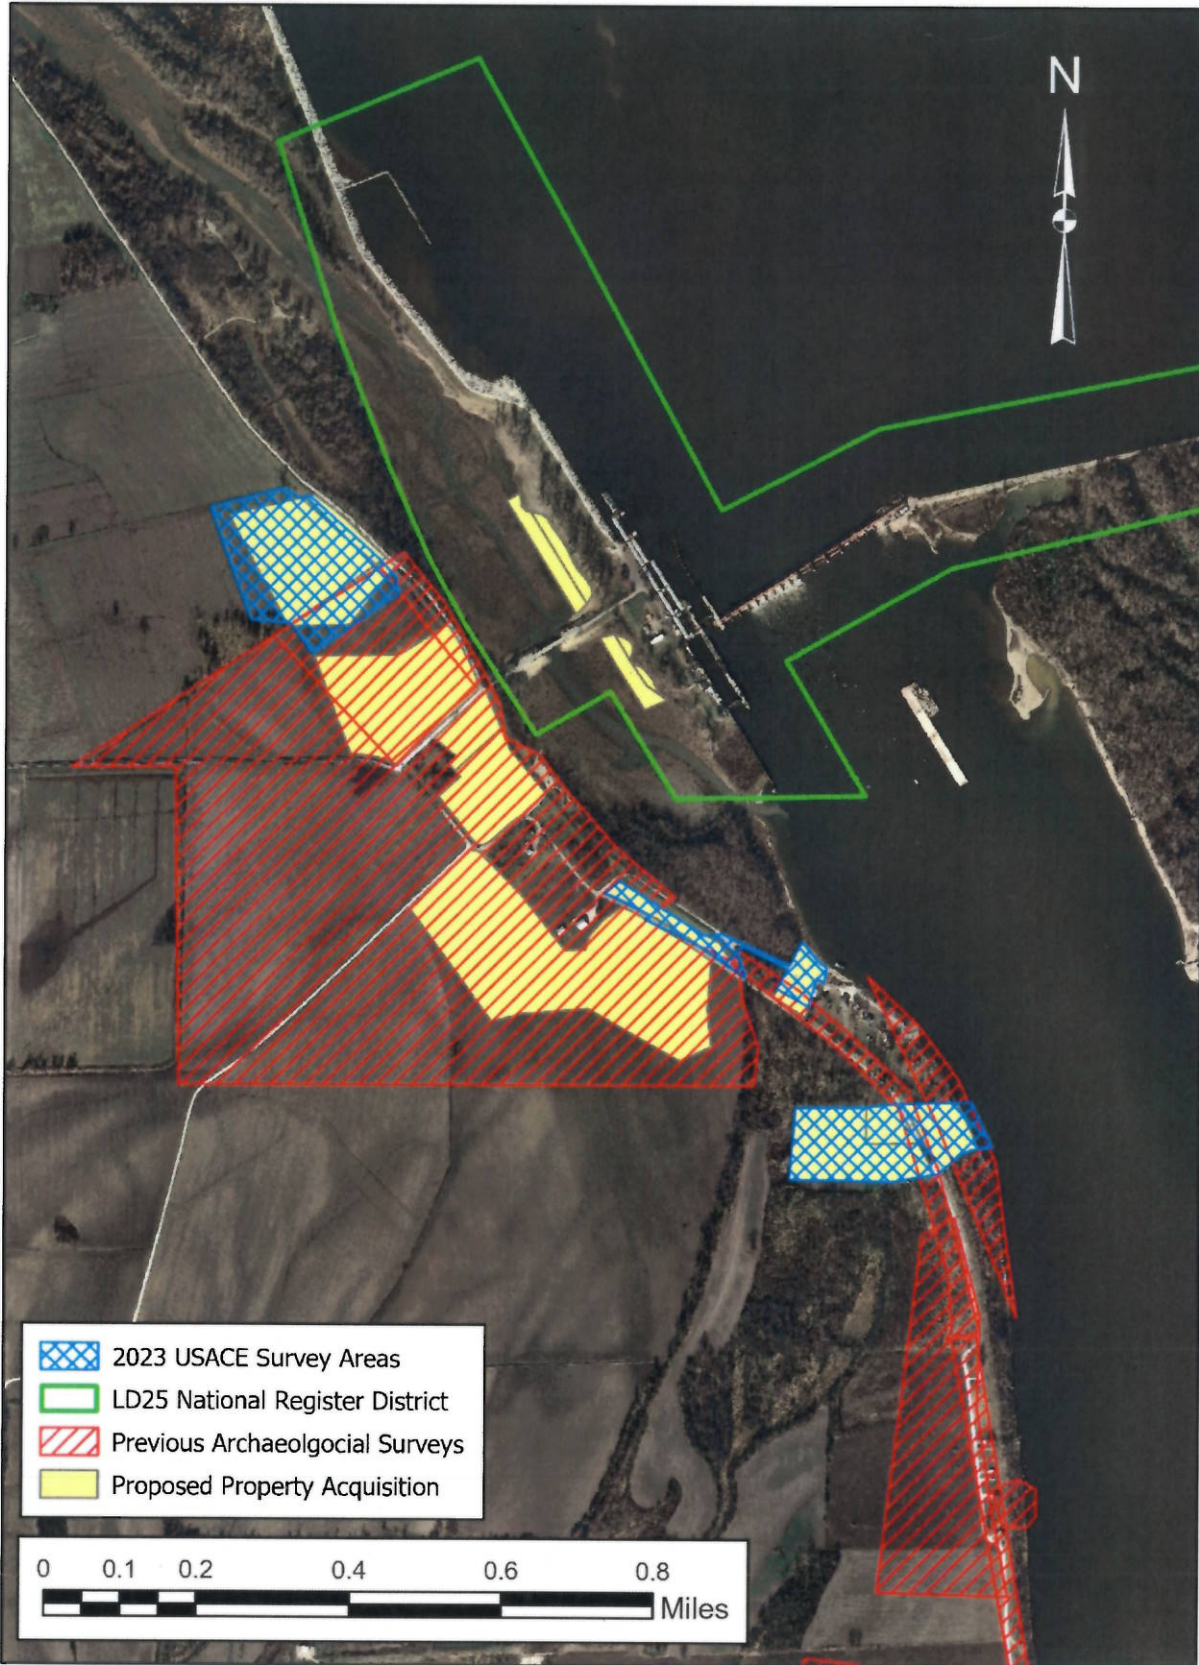 N
2023 USACE Survey Areas
LD25 National Register District
Previous Archaeolgocial Surveys
Proposed Property Acquisition
0 0.1 0.2 0.4 0.6 0.8
Miles